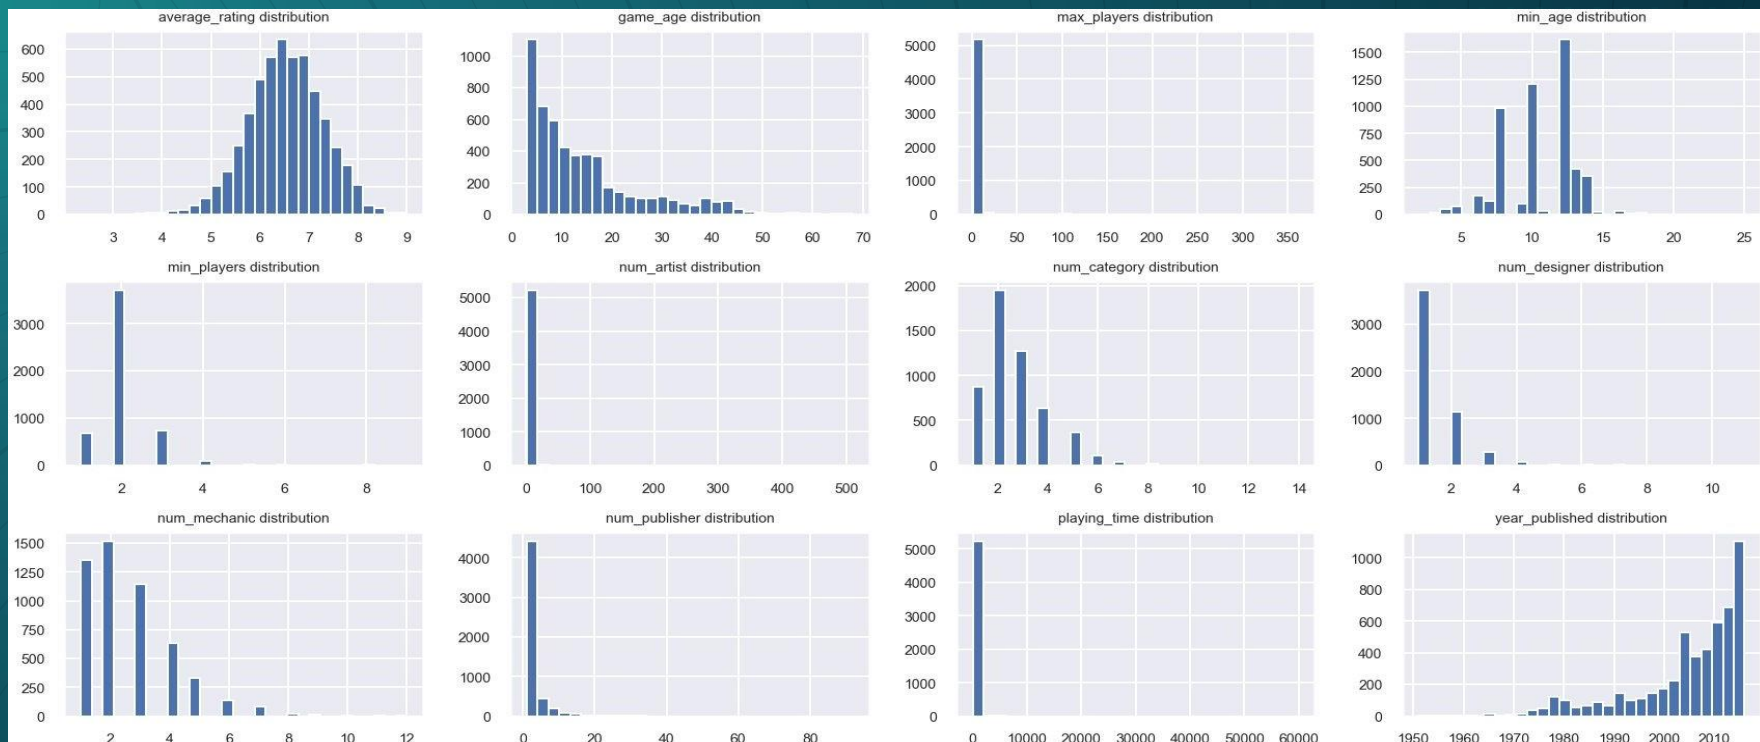 average_rating distribution
600
500
400
300
200
100
0
3 4 5 6 7 8 9
game_age distribution
1000
800
600
400
200
0
0 10 20 30 40 50 60 70
max_players distribution
5000
4000
3000
2000
1000
0
0 50 100 150 200 250 300 350
min_age distribution
1500
1250
1000
750
500
250
0
5 10 15 20 25
min_players distribution
3000
2000
1000
0
2 4 6 8
num_artist distribution
5000
4000
3000
2000
1000
0
0 100 200 300 400 500
num_category distribution
2000
1500
1000
500
0
2 4 6 8 10 12 14
num_designer distribution
3000
2000
1000
0
2 4 6 8 10
num_mechanic distribution
1500
1250
1000
750
500
250
0
2 4 6 8 10 12
num_publisher distribution
4000
3000
2000
1000
0
0 20 40 60 80
playing_time distribution
5000
4000
3000
2000
1000
0
0 10000 20000 30000 40000 50000 60000
year_published distribution
1000
800
600
400
200
0
1950 1960 1970 1980 1990 2000 2010